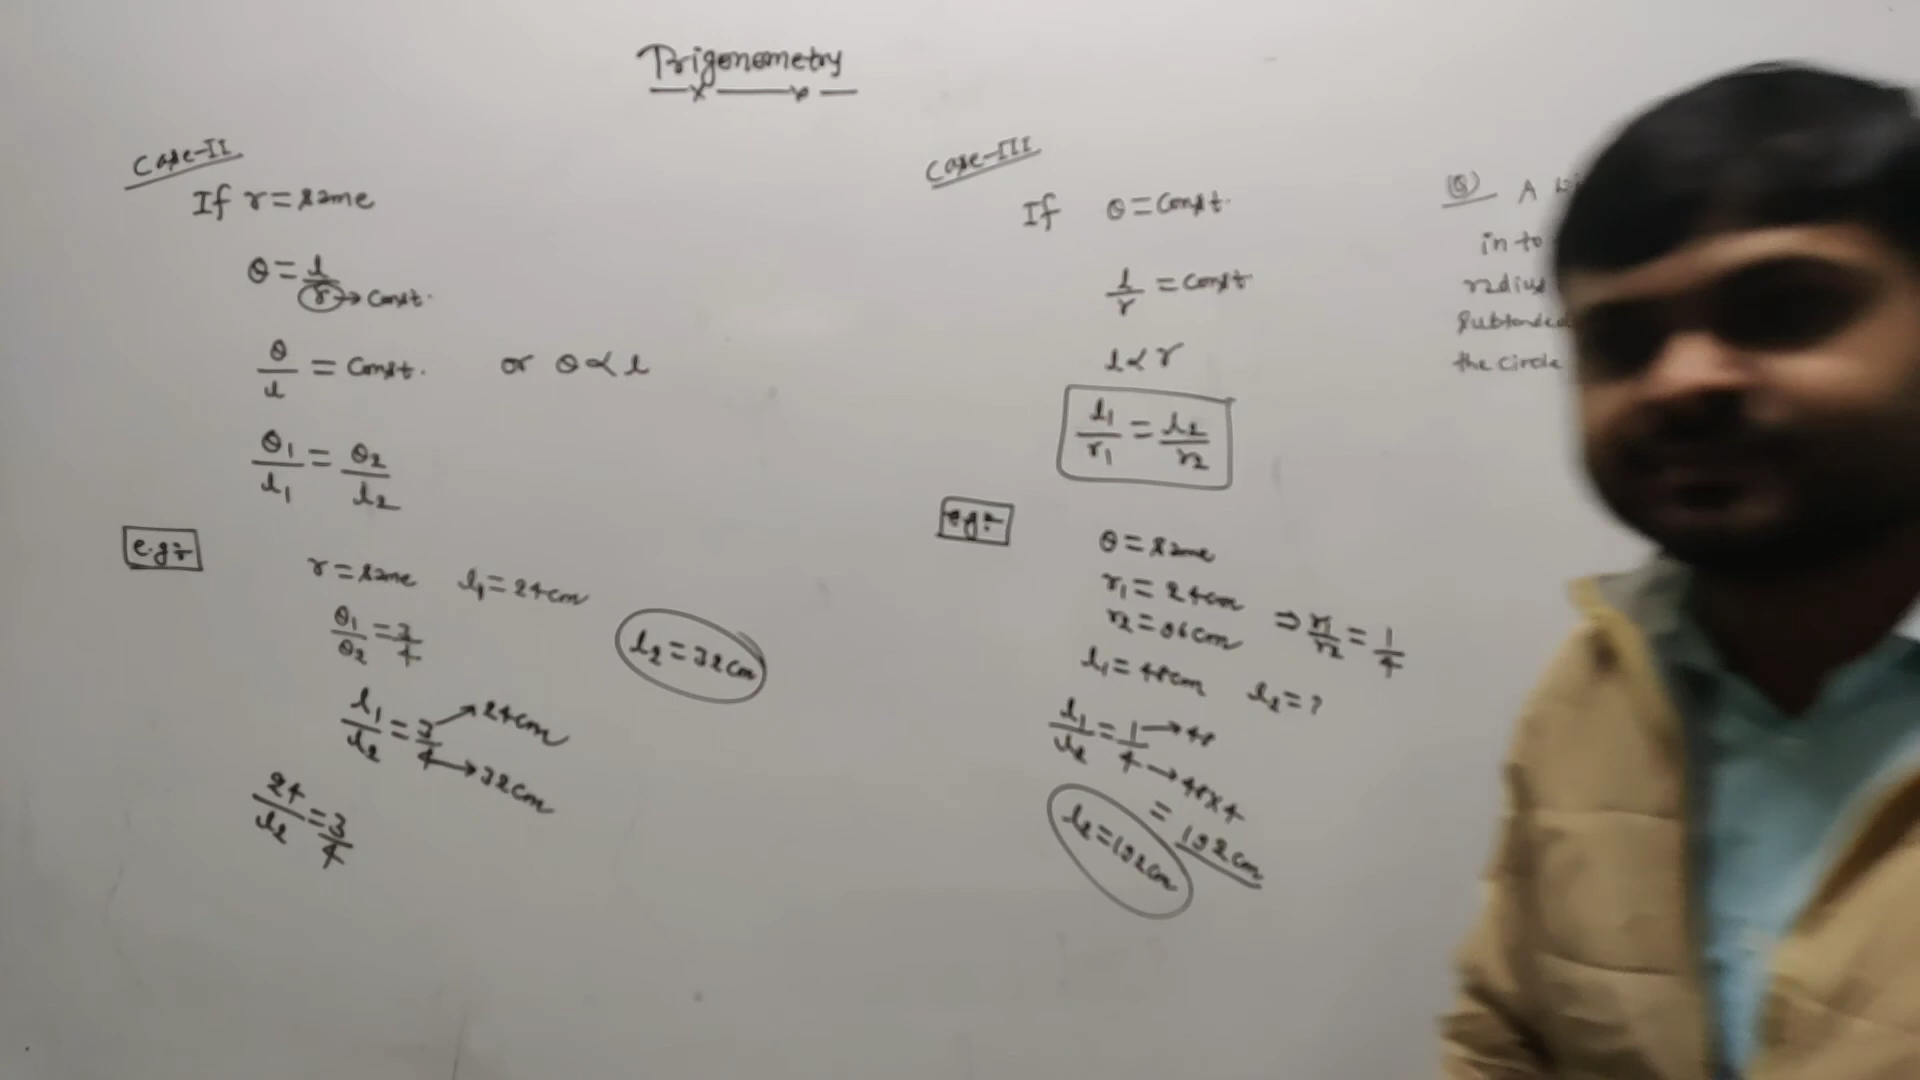 Trigonometry
Case-II
If r = same
θ = l/r → const.
θ/l = const. or θ ∝ l
θ1/l1 = θ2/l2
e.g:-
r = same l1 = 24cm
θ1/θ2 = 3/4
l2 = 32cm
l1/l2 = 3/4 → 24cm → 32cm
24/l2 = 3/4
Case-III
If θ = const.
l/r = const
l ∝ r
l1/r1 = l2/r2
e.g:-
θ = same
r1 = 24cm
r2 = 96cm ⇒ r1/r2 = 1/4
l1 = 48cm l2 = ?
l1/l2 = 1/4 → 48 → 48×4
= 192cm
l2 = 192cm
Q) A
in to
radius
subtended
the circle